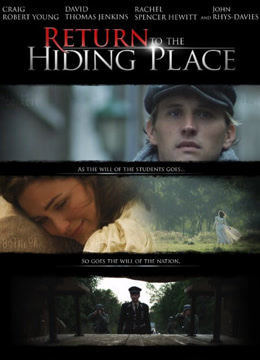 CRAIG ROBERT YOUNG
DAVID THOMAS JENKINS
RACHEL SPENCER HEWITT
AND JOHN RHYS-DAVIES
RETURN TO THE
HIDING PLACE
AS THE WILL OF THE STUDENTS GOES...
SO GOES THE WILL OF THE NATION.